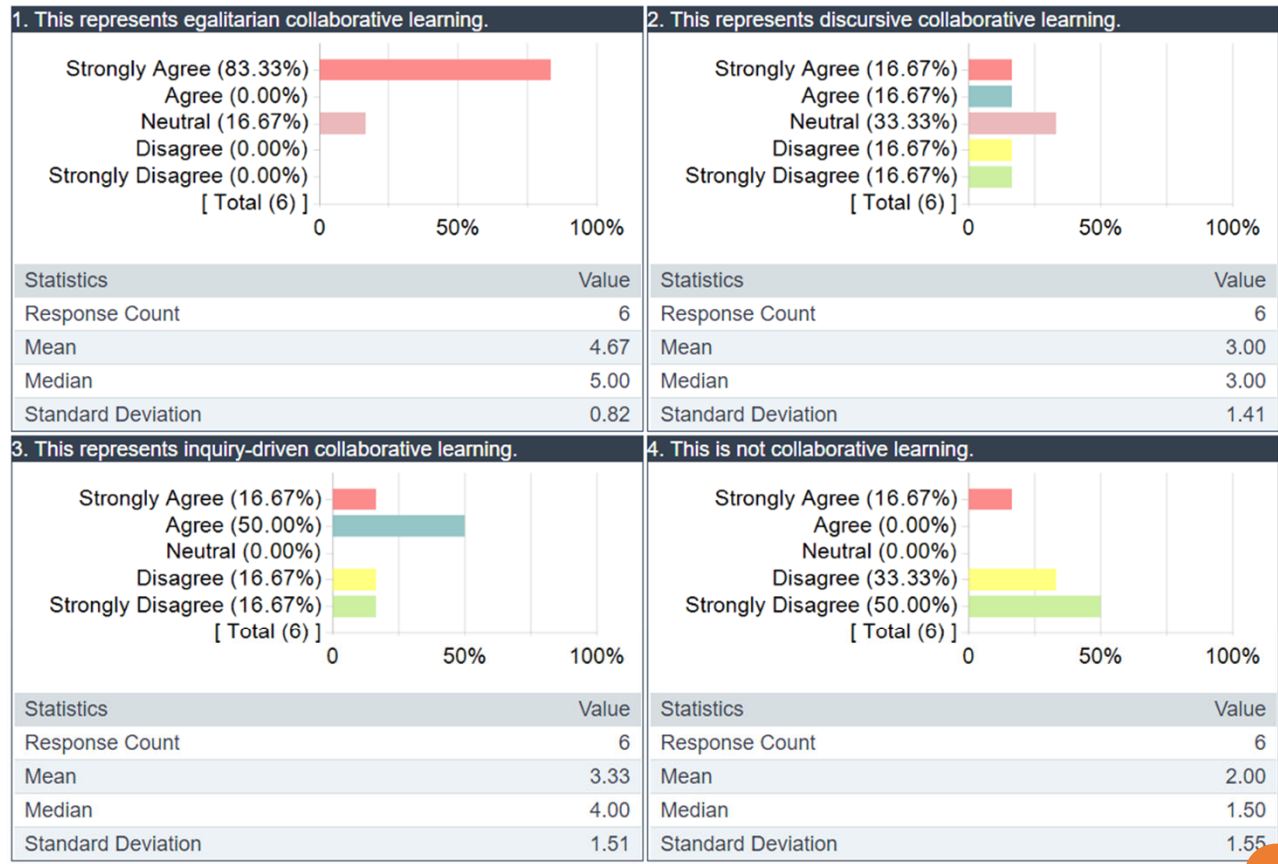 1. This represents egalitarian collaborative learning.
Strongly Agree (83.33%)
Agree (0.00%)
Neutral (16.67%)
Disagree (0.00%)
Strongly Disagree (0.00%)
[ Total (6) ]
0 50% 100%
Statistics Value
Response Count 6
Mean 4.67
Median 5.00
Standard Deviation 0.82
2. This represents discursive collaborative learning.
Strongly Agree (16.67%)
Agree (16.67%)
Neutral (33.33%)
Disagree (16.67%)
Strongly Disagree (16.67%)
[ Total (6) ]
0 50% 100%
Statistics Value
Response Count 6
Mean 3.00
Median 3.00
Standard Deviation 1.41
3. This represents inquiry-driven collaborative learning.
Strongly Agree (16.67%)
Agree (50.00%)
Neutral (0.00%)
Disagree (16.67%)
Strongly Disagree (16.67%)
[ Total (6) ]
0 50% 100%
Statistics Value
Response Count 6
Mean 3.33
Median 4.00
Standard Deviation 1.51
4. This is not collaborative learning.
Strongly Agree (16.67%)
Agree (0.00%)
Neutral (0.00%)
Disagree (33.33%)
Strongly Disagree (50.00%)
[ Total (6) ]
0 50% 100%
Statistics Value
Response Count 6
Mean 2.00
Median 1.50
Standard Deviation 1.55